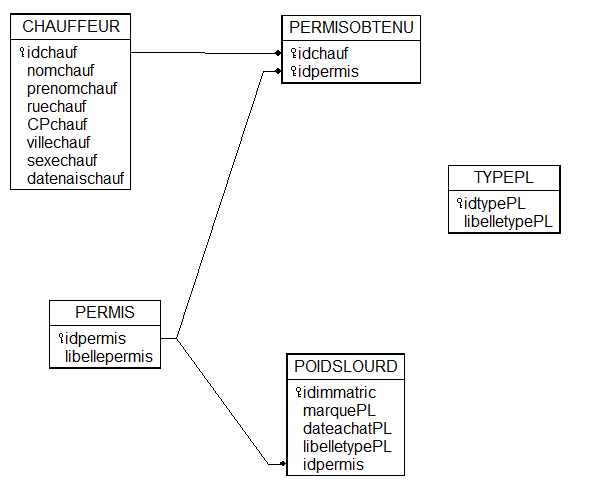 CHAUFFEUR
idchauf
nomchauf
prenomchauf
ruechauf
CPchauf
villechauf
sexechauf
datenaischauf
PERMISOBTENU
idchauf
idpermis
TYPEPL
idtypePL
libelletypePL
PERMIS
idpermis
libellepermis
POIDSLOURD
idimmatric
marquePL
dateachatPL
libelletypePL
idpermis